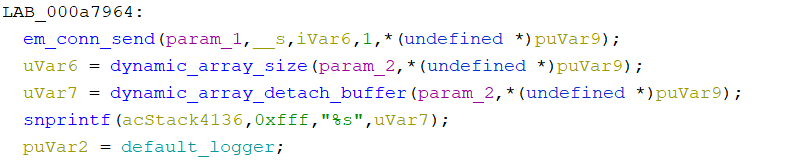 LAB_000a7964:
em_conn_send(param_1,__s,iVar6,1,*(undefined *)puVar9);
uVar6 = dynamic_array_size(param_2,*(undefined *)puVar9);
uVar7 = dynamic_array_detach_buffer(param_2,*(undefined *)puVar9);
snprintf(acStack4136,0xfff,"%s",uVar7);
puVar2 = default_logger;